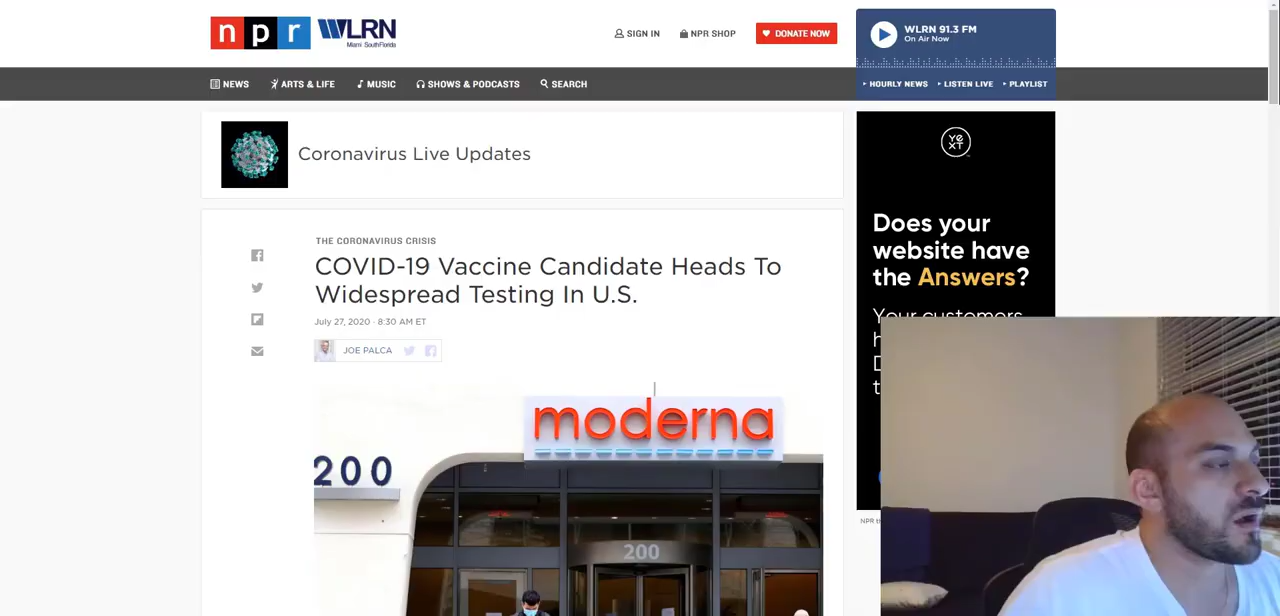 npr WLRN
Miami SouthFlorida
SIGN IN NPR SHOP DONATE NOW
WLRN 91.3 FM
On Air Now
HOURLY NEWS LISTEN LIVE PLAYLIST
NEWS ARTS & LIFE MUSIC SHOWS & PODCASTS SEARCH
Coronavirus Live Updates
THE CORONAVIRUS CRISIS
COVID-19 Vaccine Candidate Heads To
Widespread Testing In U.S.
July 27, 2020 · 8:30 AM ET
JOE PALCA
moderna
200
200
YEXT
Does your
website have
the Answers?
Your customers
NPR